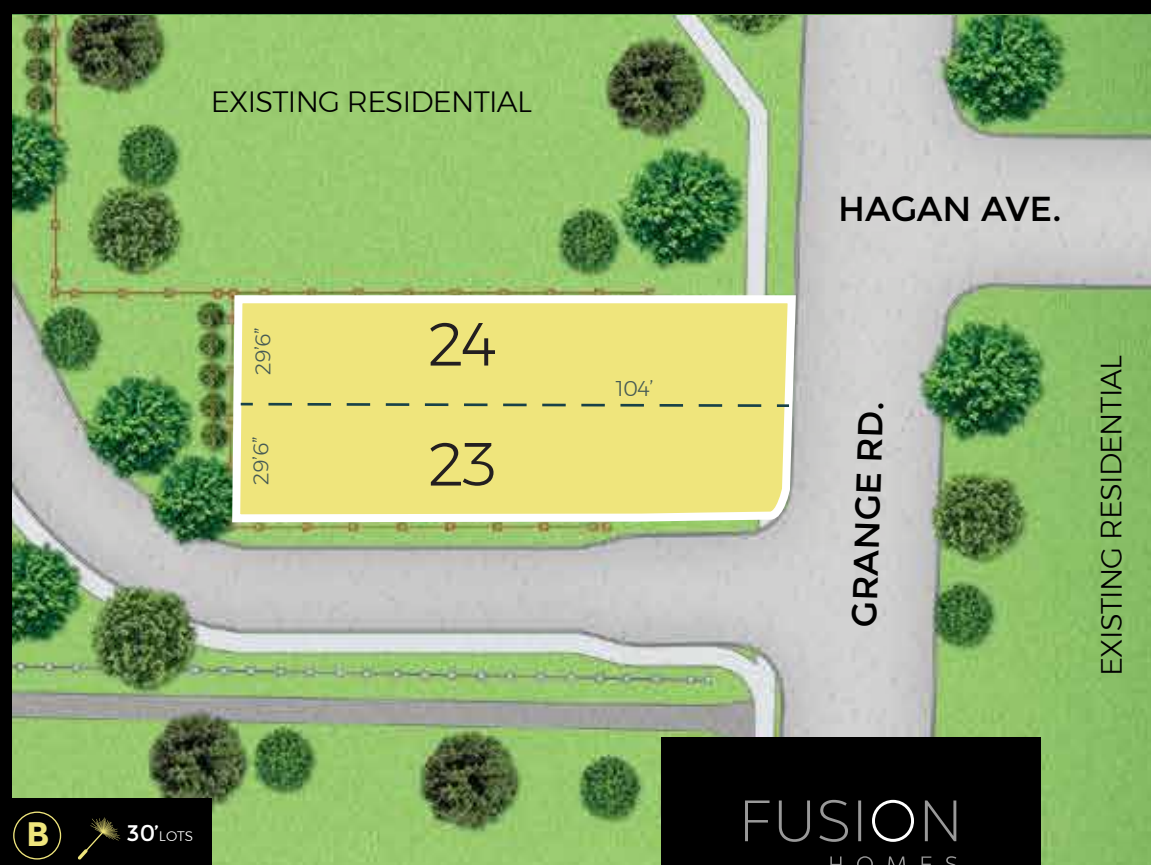 EXISTING RESIDENTIAL
HAGAN AVE.
29'6"
24
104'
29'6"
23
GRANGE RD.
EXISTING RESIDENTIAL
B
30' LOTS
FUSION
HOMES